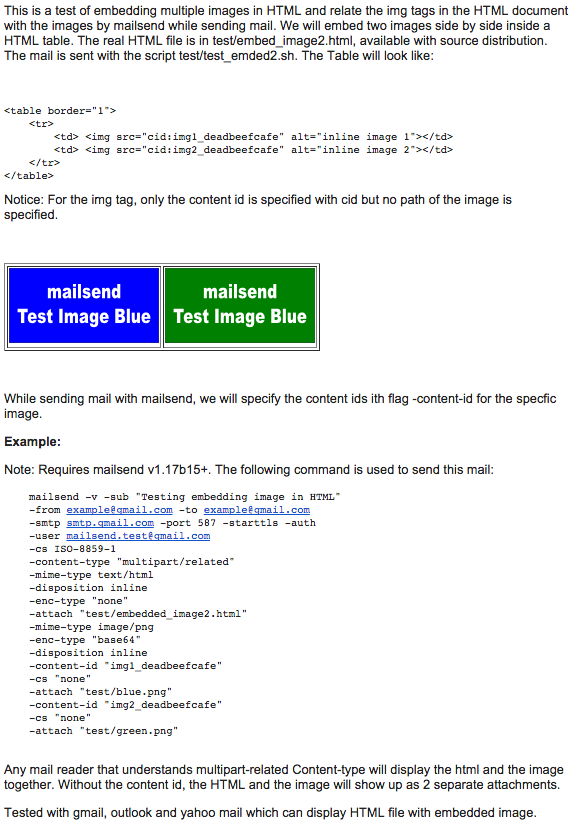 This is a test of embedding multiple images in HTML and relate the img tags in the HTML document
with the images by mailsend while sending mail. We will embed two images side by side inside a
HTML table. The real HTML file is in test/embed_image2.html, available with source distribution.
The mail is sent with the script test/test_emded2.sh. The Table will look like:
<table border="1">
<tr>
<td> <img src="cid:img1_deadbeefcafe" alt="inline image 1"></td>
<td> <img src="cid:img2_deadbeefcafe" alt="inline image 2"></td>
</tr>
</table>
Notice: For the img tag, only the content id is specified with cid but no path of the image is
specified.
mailsend
Test Image Blue
mailsend
Test Image Blue
While sending mail with mailsend, we will specify the content ids ith flag -content-id for the specfic
image.
Example:
Note: Requires mailsend v1.17b15+. The following command is used to send this mail:
mailsend -v -sub "Testing embedding image in HTML"
-from example@gmail.com -to example@gmail.com
-smtp smtp.gmail.com -port 587 -starttls -auth
-user mailsend.test@gmail.com
-cs ISO-8859-1
-content-type "multipart/related"
-mime-type text/html
-disposition inline
-enc-type "none"
-attach "test/embedded_image2.html"
-mime-type image/png
-enc-type "base64"
-disposition inline
-content-id "img1_deadbeefcafe"
-cs "none"
-attach "test/blue.png"
-content-id "img2_deadbeefcafe"
-cs "none"
-attach "test/green.png"
Any mail reader that understands multipart-related Content-type will display the html and the image
together. Without the content id, the HTML and the image will show up as 2 separate attachments.
Tested with gmail, outlook and yahoo mail which can display HTML file with embedded image.